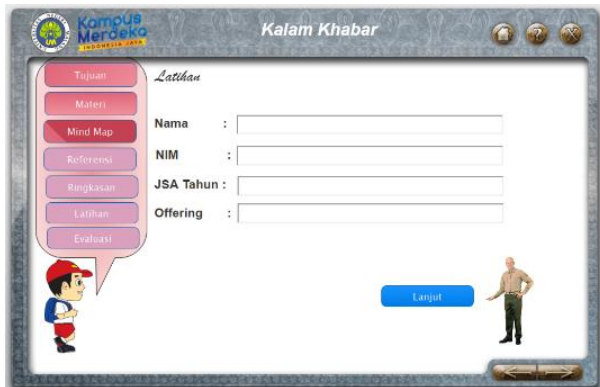 Kampus
Merdeka
INDONESIA JAYA
Kalam Khabar
Tujuan
Materi
Mind Map
Referensi
Ringkasan
Latihan
Evaluasi
Latihan
Nama :
NIM :
JSA Tahun :
Offering :
Lanjut